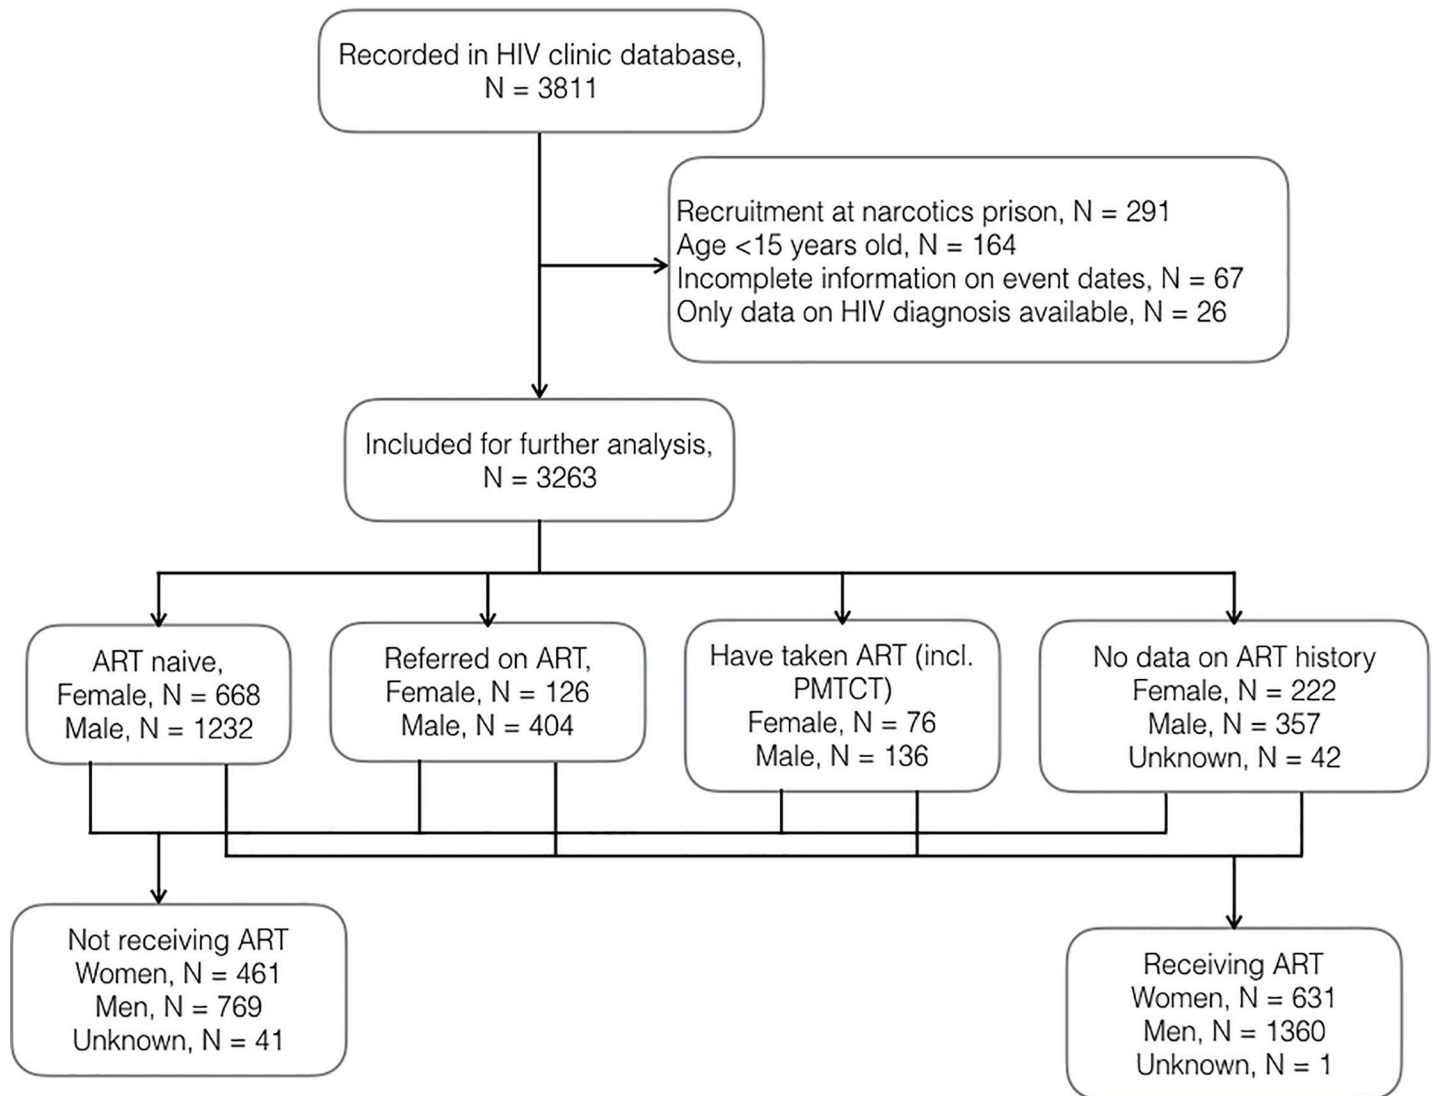 Recorded in HIV clinic database,
N = 3811
Recruitment at narcotics prison, N = 291
Age <15 years old, N = 164
Incomplete information on event dates, N = 67
Only data on HIV diagnosis available, N = 26
Included for further analysis,
N = 3263
ART naive,
Female, N = 668
Male, N = 1232
Referred on ART,
Female, N = 126
Male, N = 404
Have taken ART (incl.
PMTCT)
Female, N = 76
Male, N = 136
No data on ART history
Female, N = 222
Male, N = 357
Unknown, N = 42
Not receiving ART
Women, N = 461
Men, N = 769
Unknown, N = 41
Receiving ART
Women, N = 631
Men, N = 1360
Unknown, N = 1